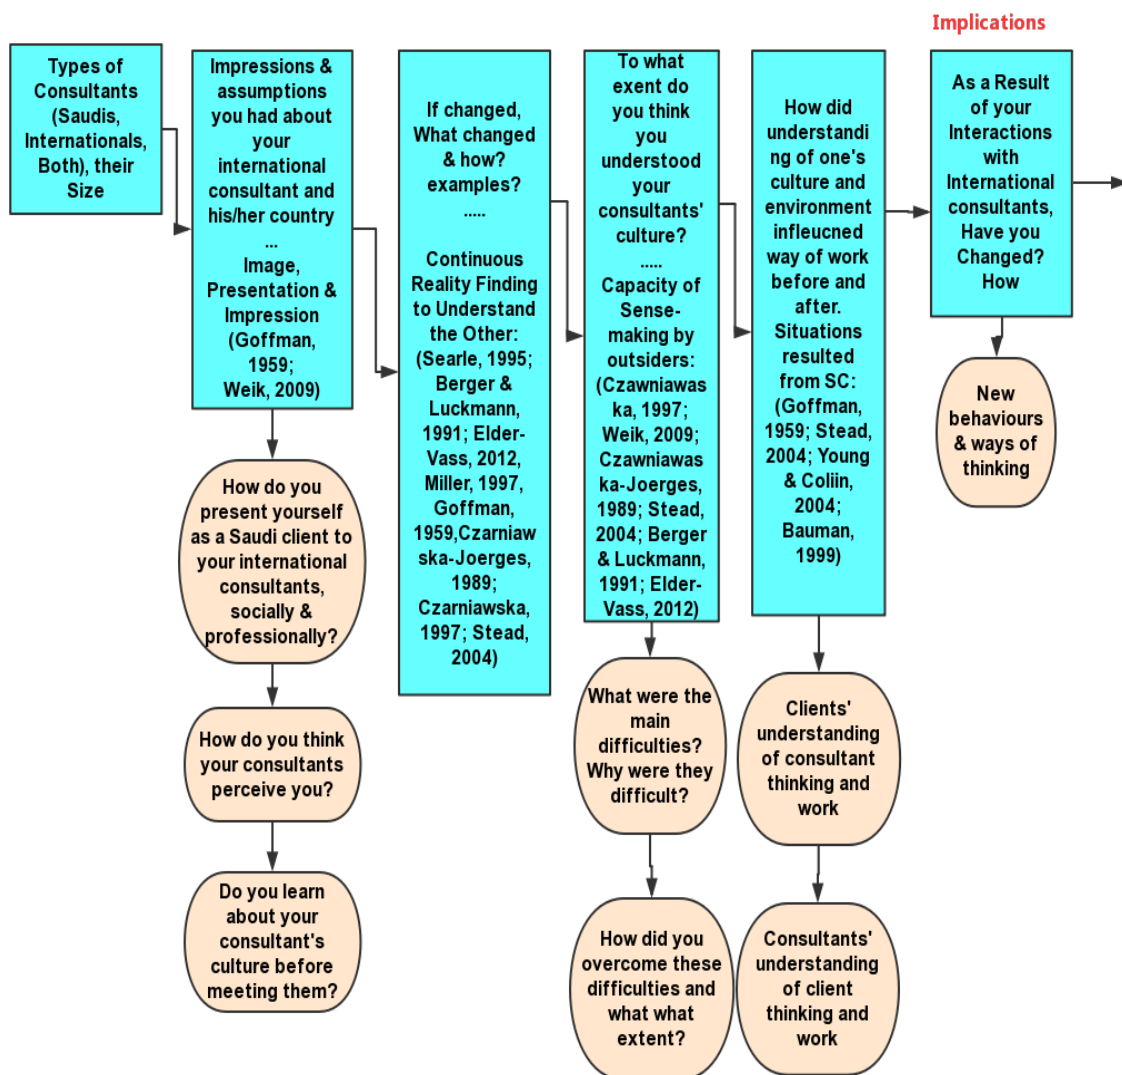 Implications
Types of
Consultants
(Saudis,
Internationals,
Both), their
Size
Impressions &
assumptions
you had about
your
international
consultant and
his/her country
...
Image,
Presentation &
Impression
(Goffman,
1959;
Weik, 2009)
How do you
present yourself
as a Saudi client to
your international
consultants,
socially &
professionally?
How do you think
your consultants
perceive you?
Do you learn
about your
consultant's
culture before
meeting them?
If changed,
What changed
& how?
examples?
.....
Continuous
Reality Finding
to Understand
the Other:
(Searle, 1995;
Berger &
Luckmann,
1991; Elder-
Vass, 2012,
Miller, 1997,
Goffman,
1959,Czarniaw
ska-Joerges,
1989;
Czarniawska,
1997; Stead,
2004)
To what
exent do you
think you
understood
your
consultants'
culture?
.....
Capacity of
Sense-
making by
outsiders:
(Czawniawas
ka, 1997;
Weik, 2009;
Czawniawas
ka-Joerges,
1989; Stead,
2004; Berger
& Luckmann,
1991; Elder-
Vass, 2012)
What were the
main
difficulties?
Why were they
difficult?
How did you
overcome these
difficulties and
what what
extent?
How did
understandi
ng of one's
culture and
environment
infleucned
way of work
before and
after.
Situations
resulted
from SC:
(Goffman,
1959; Stead,
2004; Young
& Coliin,
2004;
Bauman,
1999)
Clients'
understanding
of consultant
thinking and
work
Consultants'
understanding
of client
thinking and
work
As a Result
of your
Interactions
with
International
consultants,
Have you
Changed?
How
New
behaviours
& ways of
thinking